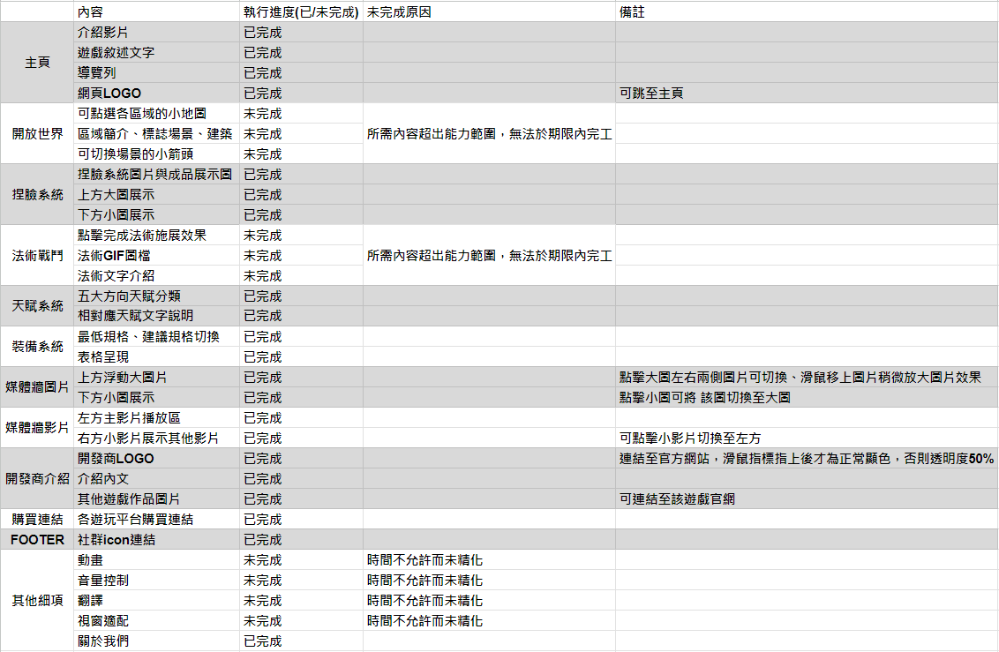 內容 執行進度(已/未完成) 未完成原因 備註
主頁 介紹影片 已完成
遊戲敘述文字 已完成
導覽列 已完成
網頁LOGO 已完成 可跳至主頁
開放世界 可點選各區域的小地圖 未完成 所需內容超出能力範圍，無法於期限內完工
區域簡介、標誌場景、建築 未完成
可切換場景的小箭頭 未完成
捏臉系統 捏臉系統圖片與成品展示圖 已完成
上方大圖展示 已完成
下方小圖展示 已完成
法術戰鬥 點擊完成法術施展效果 未完成 所需內容超出能力範圍，無法於期限內完工
法術GIF圖檔 未完成
法術文字介紹 未完成
天賦系統 五大方向天賦分類 已完成
相對應天賦文字說明 已完成
裝備系統 最低規格、建議規格切換 已完成
表格呈現 已完成
媒體牆圖片 上方浮動大圖片 已完成 點擊大圖左右兩側圖片可切換、滑鼠移上圖片稍微放大圖片效果
下方小圖展示 已完成 點擊小圖可將 該圖切換至大圖
媒體牆影片 左方主影片播放區 已完成
右方小影片展示其他影片 已完成 可點擊小影片切換至左方
開發商介紹 開發商LOGO 已完成 連結至官方網站，滑鼠指標指上後才為正常顯色，否則透明度50%
介紹內文 已完成
其他遊戲作品圖片 已完成 可連結至該遊戲官網
購買連結 各遊玩平台購買連結 已完成
FOOTER 社群icon連結 已完成
其他細項 動畫 未完成 時間不允許而未精化
音量控制 未完成 時間不允許而未精化
翻譯 未完成 時間不允許而未精化
視窗適配 未完成 時間不允許而未精化
關於我們 已完成